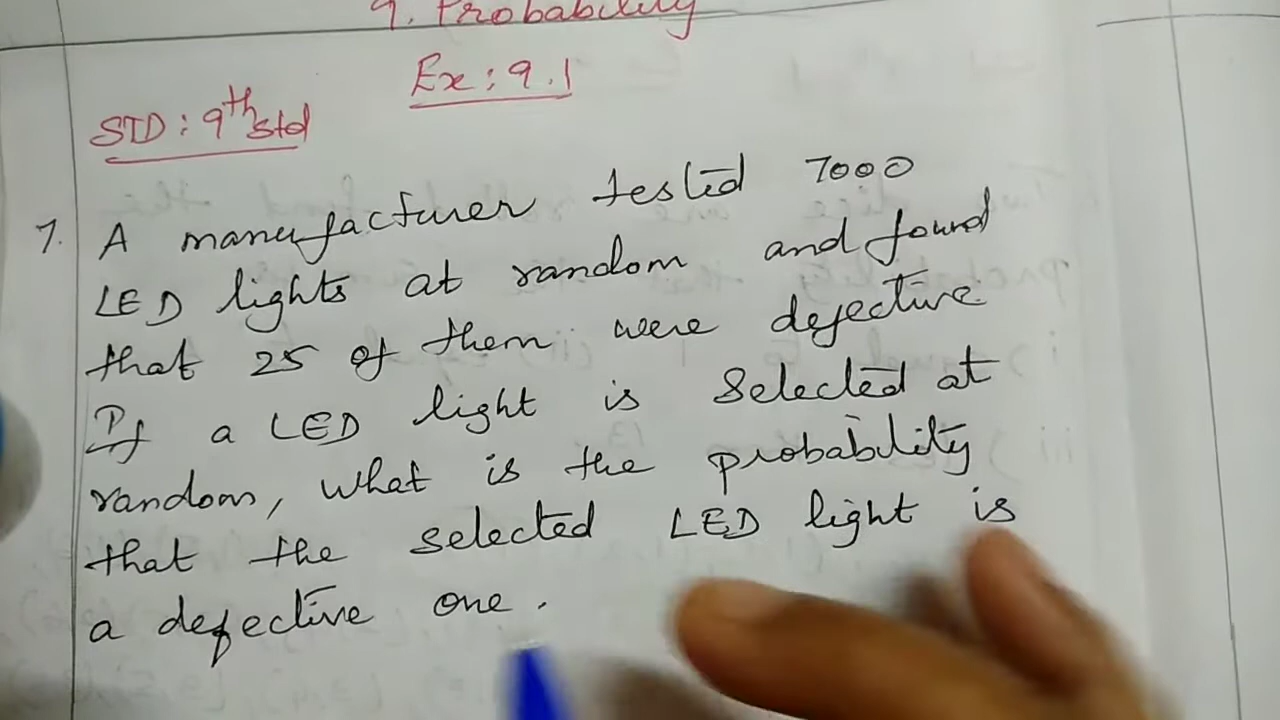 9. Probability
Ex: 9.1
STD: 9th std
7. A manufacturer tested 7000
LED lights at random and found
that 25 of them were defective
If a LED light is Selected at
random, what is the probability
that the selected LED light is
a defective one.